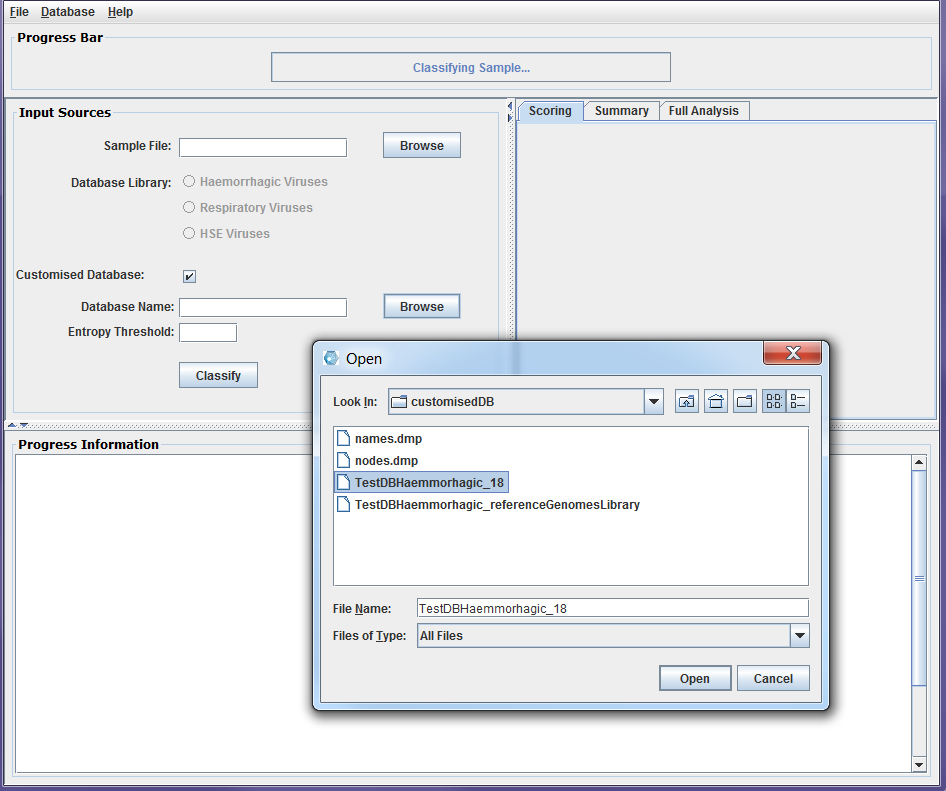 File Database Help
Progress Bar
Classifying Sample...
Input Sources
Sample File: Browse
Database Library: Haemorrhagic Viruses
Respiratory Viruses
HSE Viruses
Customised Database:
Database Name: Browse
Entropy Threshold:
Classify
Scoring Summary Full Analysis
Progress Information
Open
Look In: customisedDB
names.dmp
nodes.dmp
TestDBHaemmorhagic_18
TestDBHaemmorhagic_referenceGenomesLibrary
File Name: TestDBHaemmorhagic_18
Files of Type: All Files
Open Cancel